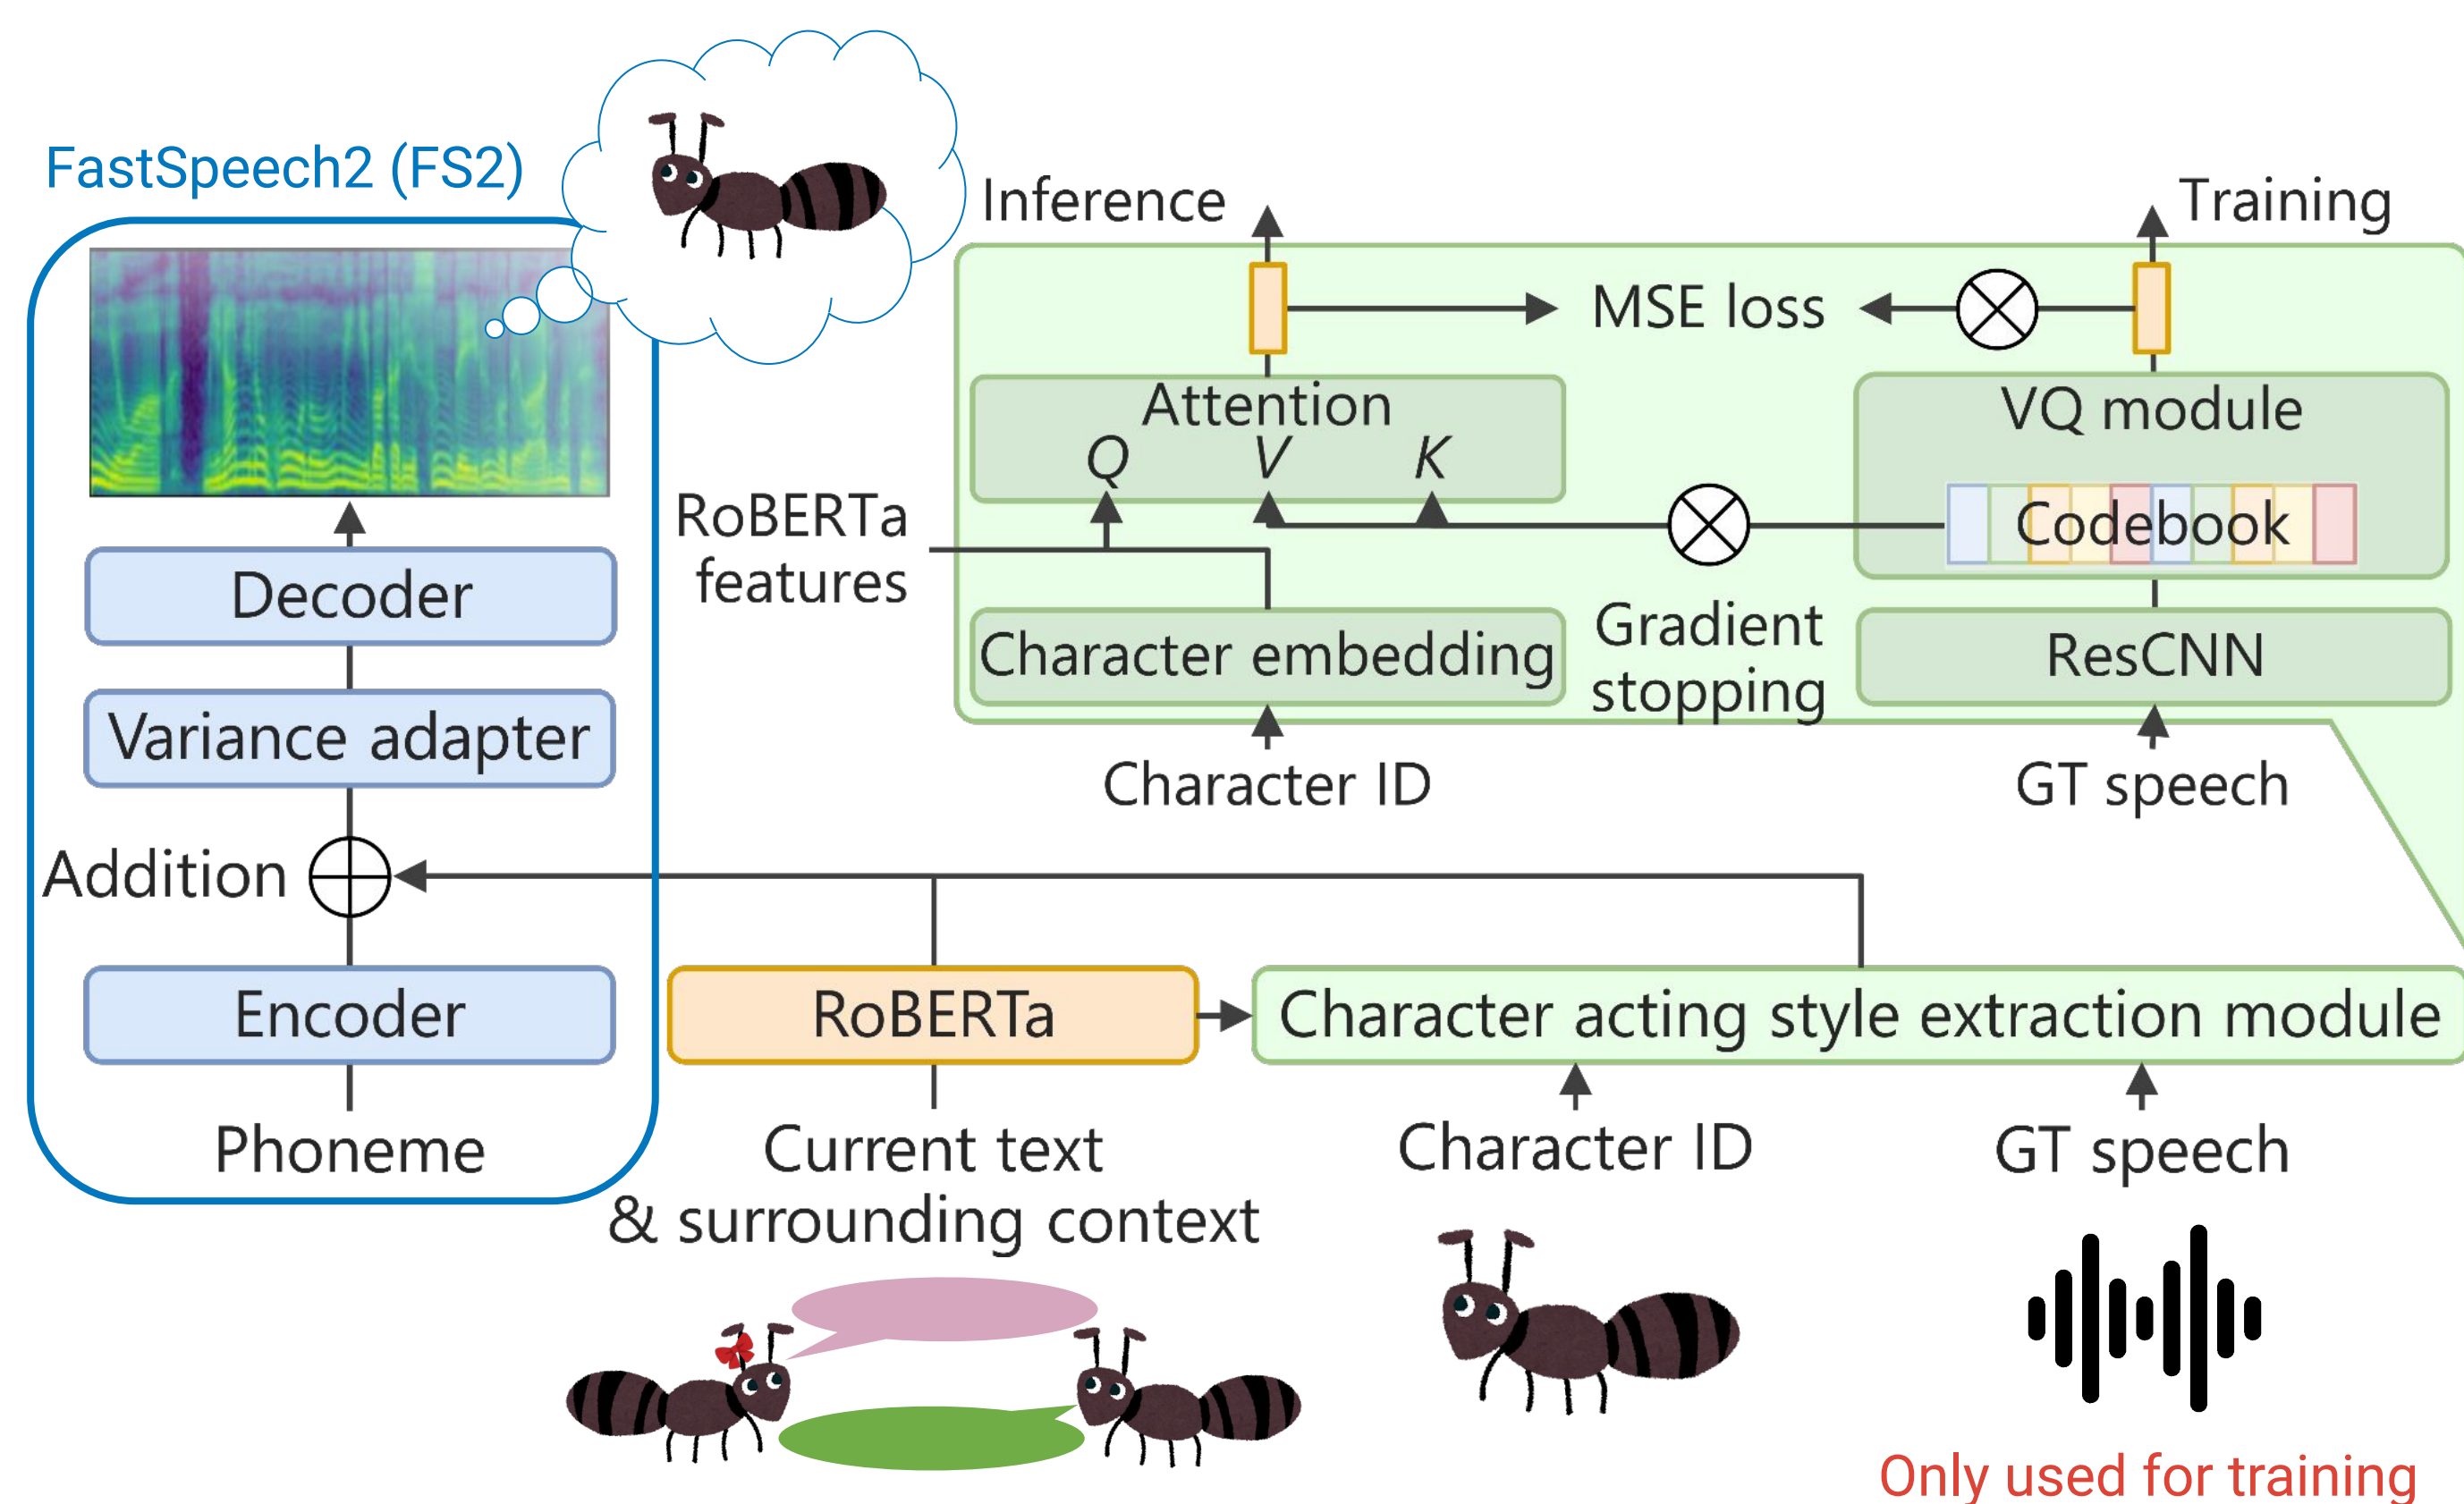 FastSpeech2 (FS2)
Inference
Training
MSE loss
Attention
Q V K
VQ module
Codebook
RoBERTa
features
Character embedding
Gradient
stopping
ResCNN
Character ID
GT speech
Decoder
Variance adapter
Addition
Encoder
RoBERTa
Character acting style extraction module
Phoneme
Current text
& surrounding context
Character ID
GT speech
Only used for training